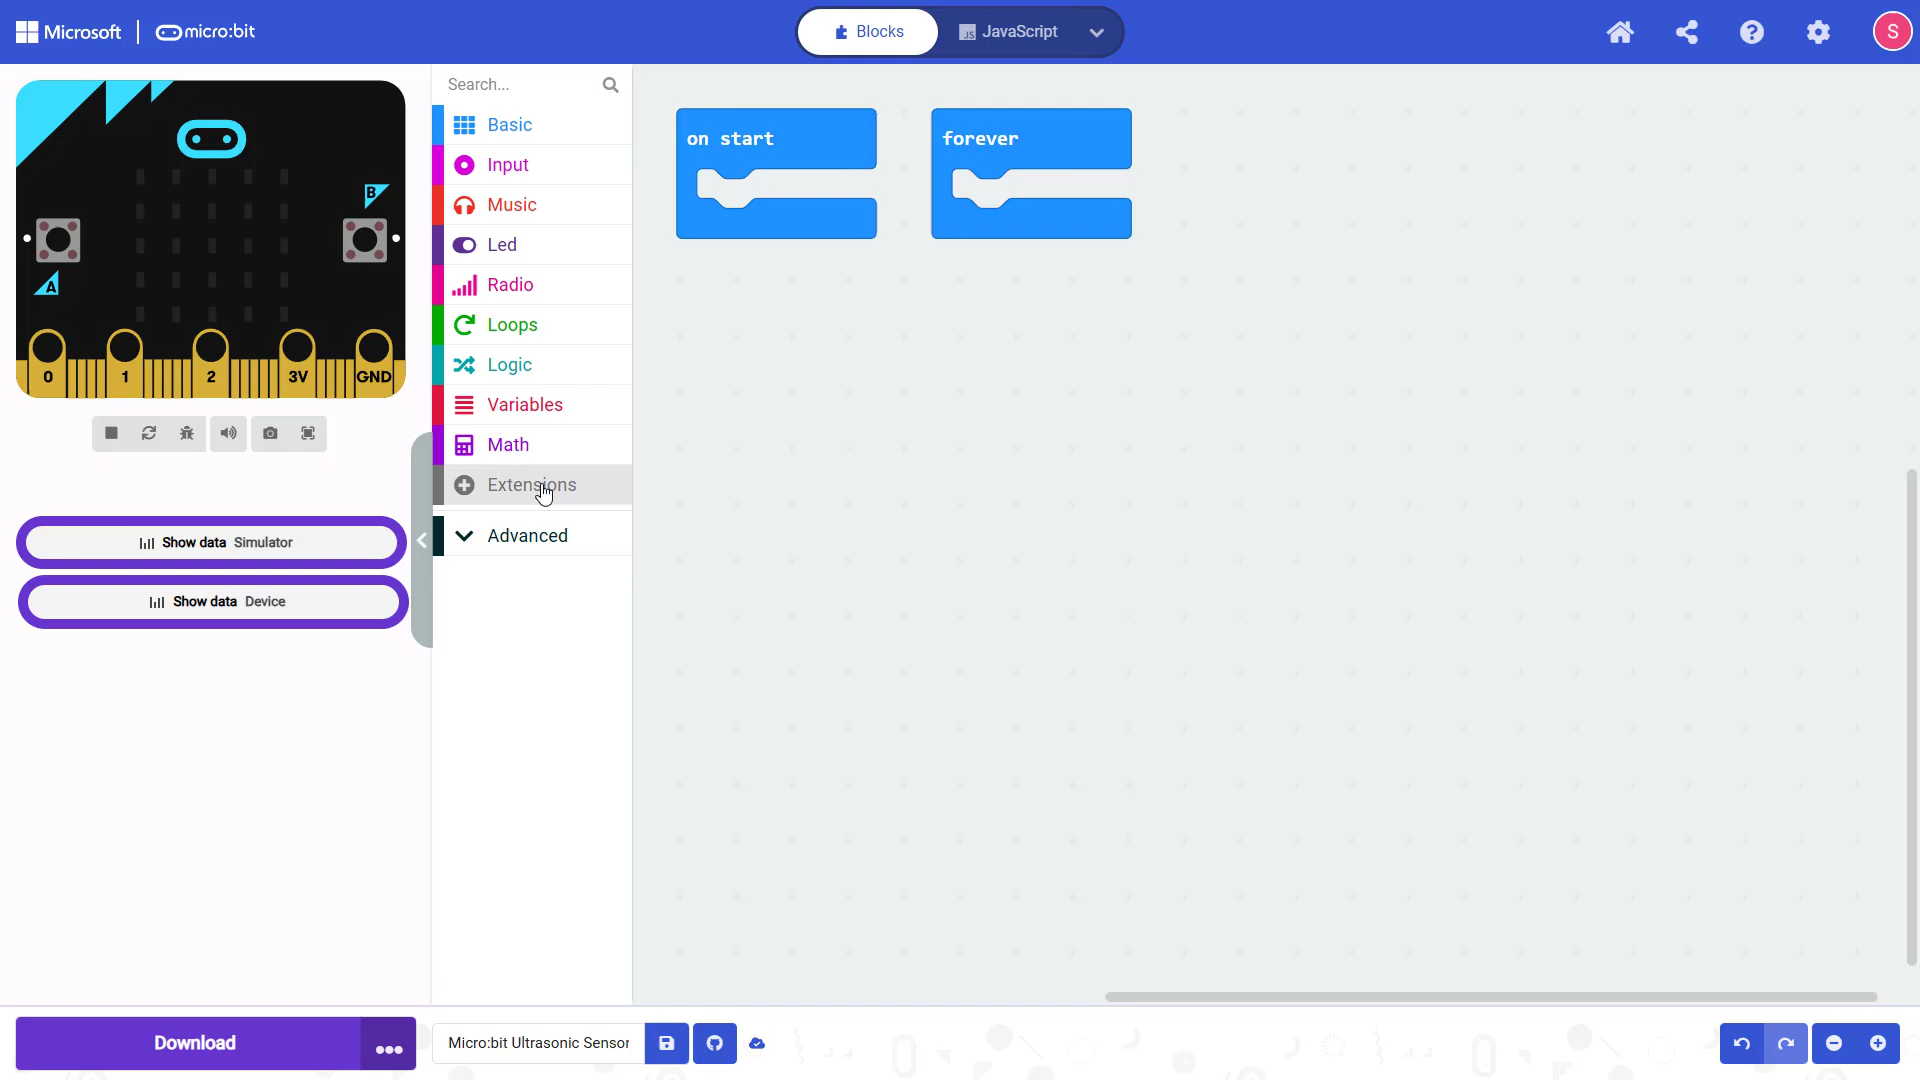 Microsoft
micro:bit
Blocks
JS JavaScript
S
Search...
Basic
Input
Music
Led
Radio
Loops
Logic
Variables
Math
Extensions
Advanced
B
A
0 1 2 3V GND
Show data Simulator
Show data Device
on start
forever
Download
Micro:bit Ultrasonic Sensor